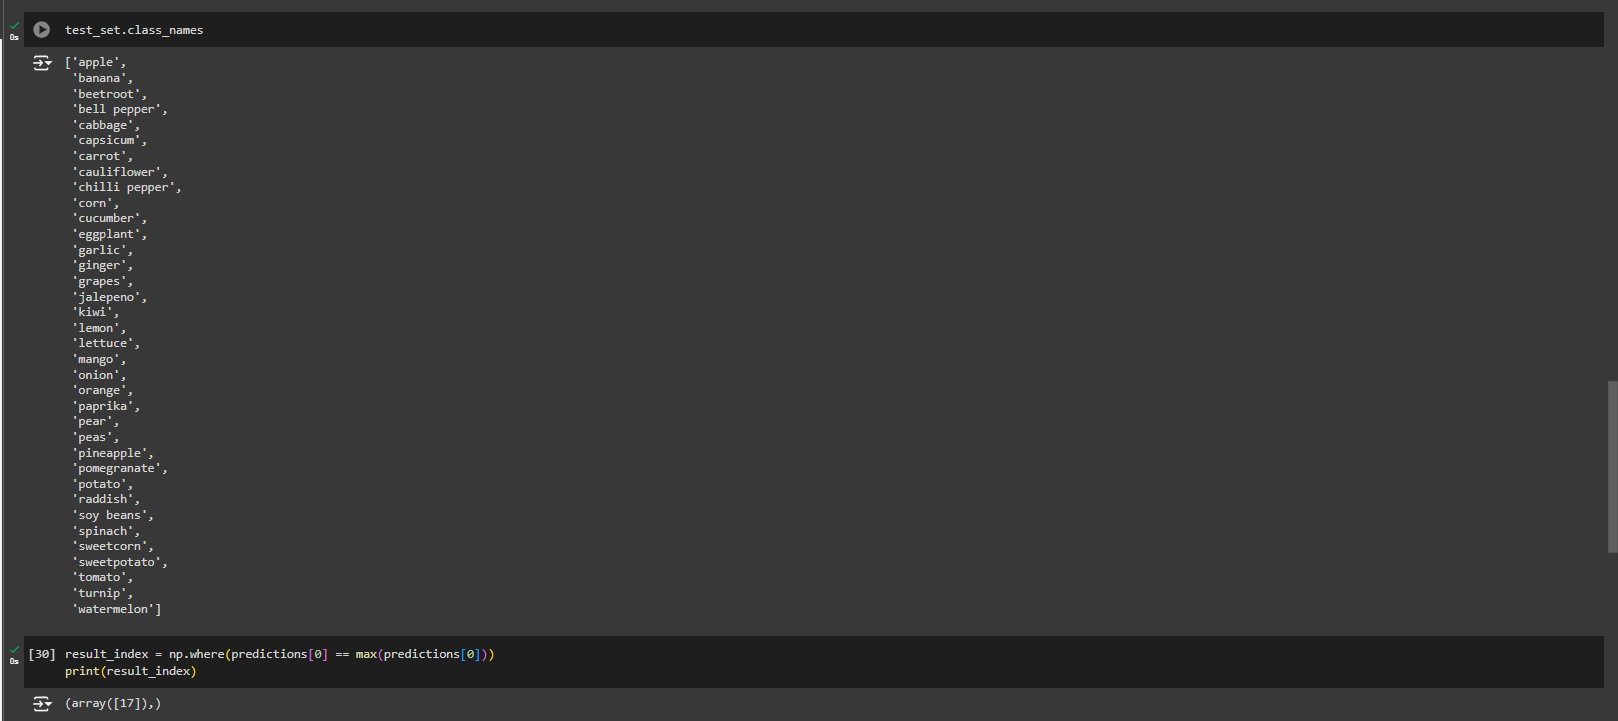 0s
test_set.class_names
['apple',
'banana',
'beetroot',
'bell pepper',
'cabbage',
'capsicum',
'carrot',
'cauliflower',
'chilli pepper',
'corn',
'cucumber',
'eggplant',
'garlic',
'ginger',
'grapes',
'jalepeno',
'kiwi',
'lemon',
'lettuce',
'mango',
'onion',
'orange',
'paprika',
'pear',
'peas',
'pineapple',
'pomegranate',
'potato',
'raddish',
'soy beans',
'spinach',
'sweetcorn',
'sweetpotato',
'tomato',
'turnip',
'watermelon']
0s
[30] result_index = np.where(predictions[0] == max(predictions[0]))
print(result_index)
(array([17]),)